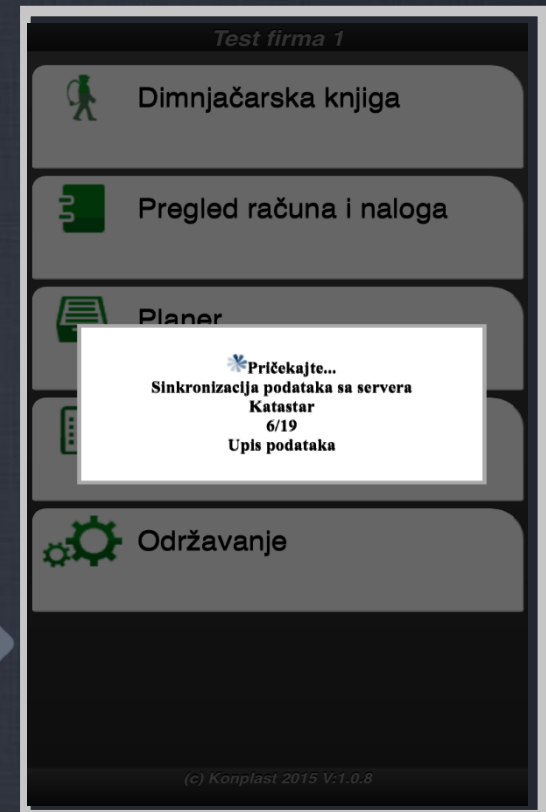 Test firma 1
Dimnjačarska knjiga
Pregled računa i naloga
Planer
Pričekajte...
Sinkronizacija podataka sa servera
Katastar
6/19
Upis podataka
Održavanje
(c) Konplast 2015 V:1.0.8